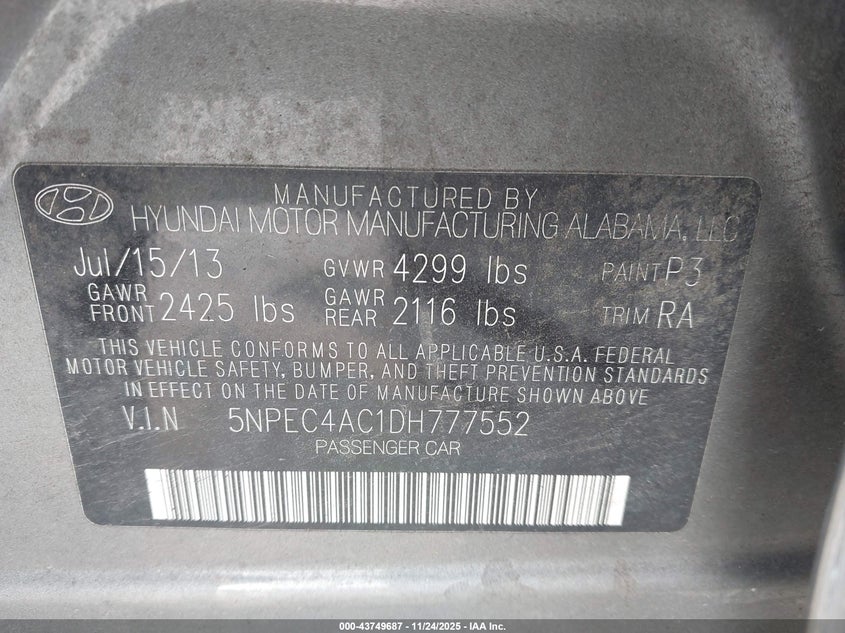 MANUFACTURED BY
HYUNDAI MOTOR MANUFACTURING ALABAMA, LLC
Jul/15/13 GVWR 4299 lbs PAINT P3
GAWR FRONT 2425 lbs GAWR REAR 2116 lbs TRIM RA
THIS VEHICLE CONFORMS TO ALL APPLICABLE U.S.A. FEDERAL
MOTOR VEHICLE SAFETY, BUMPER, AND THEFT PREVENTION STANDARDS
IN EFFECT ON THE DATE OF MANUFACTURE SHOWN ABOVE.
V.I.N 5NPEC4AC1DH777552
PASSENGER CAR
000-43749687 - 11/24/2025 - IAA Inc.